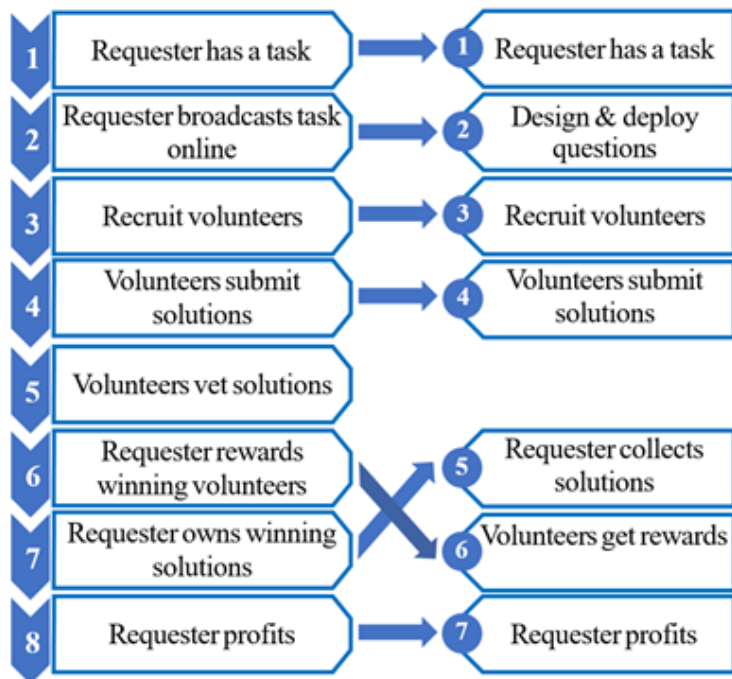 1
Requester has a task
1
Requester has a task
2
Requester broadcasts task
online
2
Design & deploy
questions
3
Recruit volunteers
3
Recruit volunteers
4
Volunteers submit
solutions
4
Volunteers submit
solutions
5
Volunteers vet solutions
6
Requester rewards
winning volunteers
5
Requester collects
solutions
7
Requester owns winning
solutions
6
Volunteers get rewards
8
Requester profits
7
Requester profits